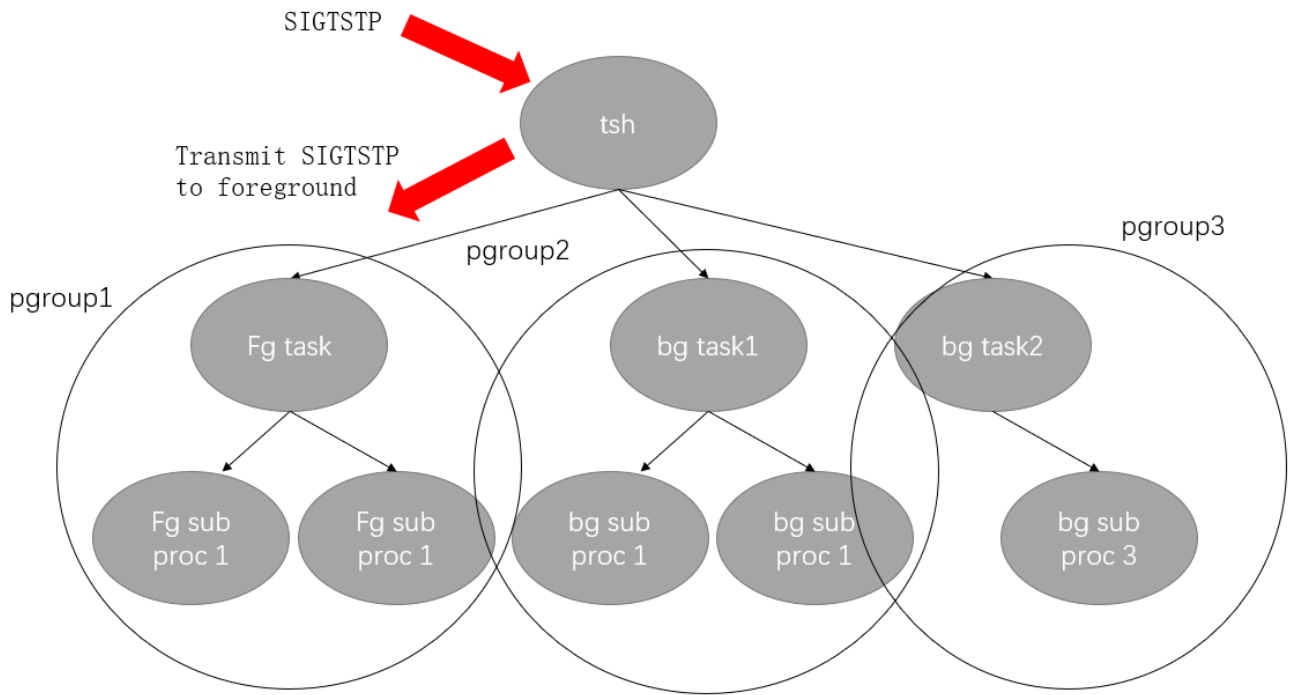 SIGTSTP
tsh
Transmit SIGTSTP
to foreground
pgroup1
pgroup2
pgroup3
Fg task
bg task1
bg task2
Fg sub
proc 1
Fg sub
proc 1
bg sub
proc 1
bg sub
proc 1
bg sub
proc 3